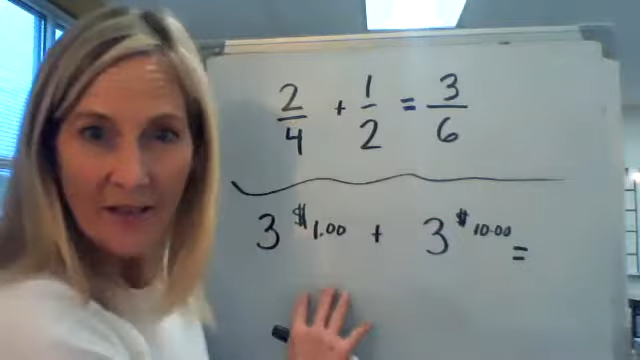 2/4 + 1/2 = 3/6
3 $1.00 + 3 $10.00 =